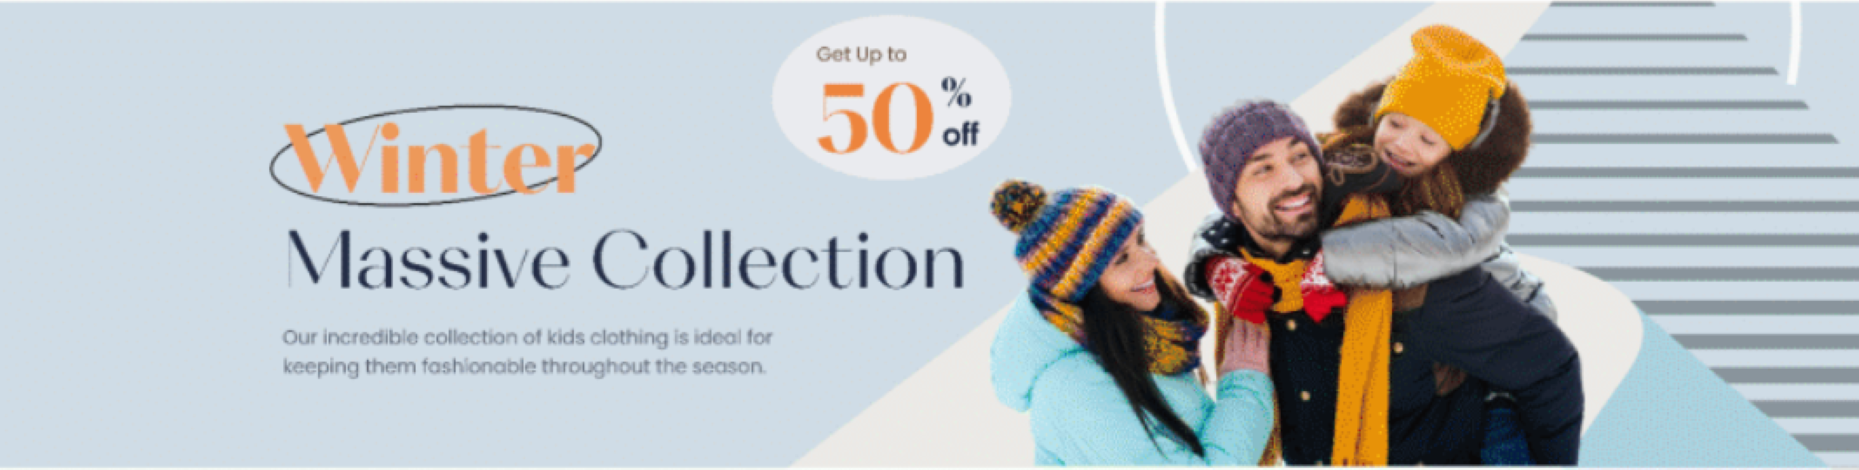 Get Up to
50 %
off
Winter
Massive Collection
Our incredible collection of kids clothing is ideal for
keeping them fashionable throughout the season.